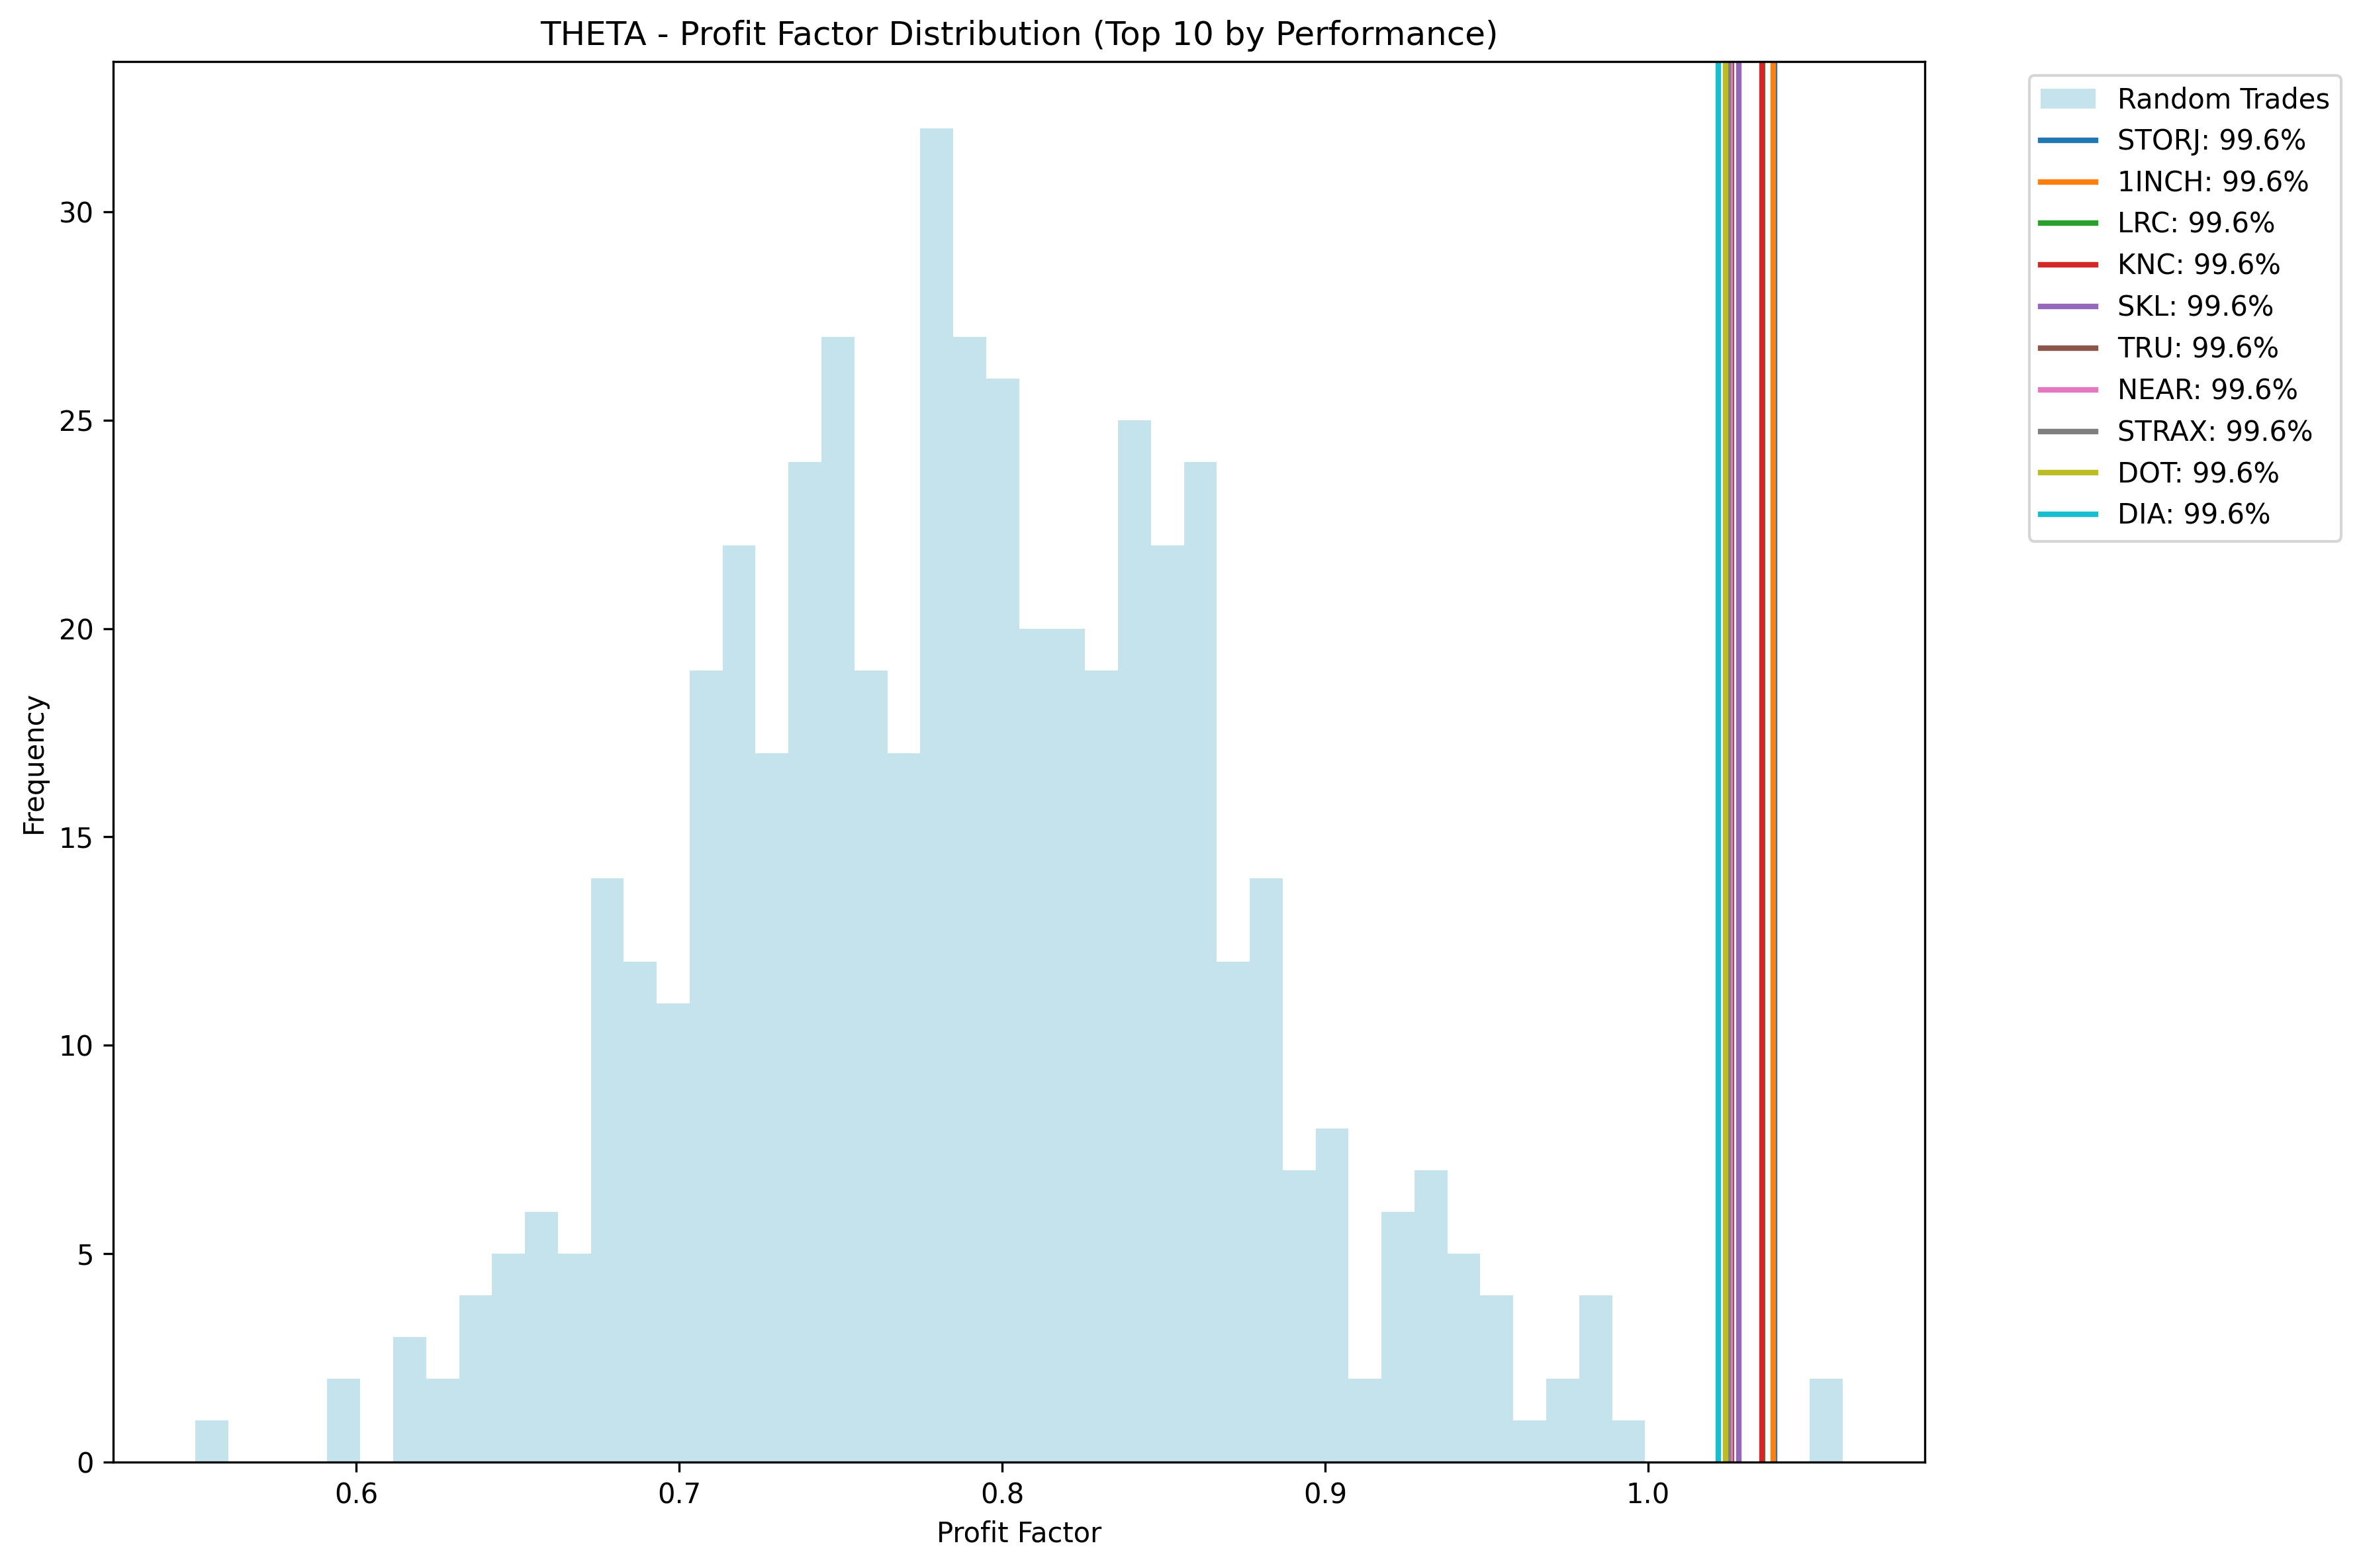 THETA - Profit Factor Distribution (Top 10 by Performance)
Frequency
30
25
20
15
10
5
0
0.6
0.7
0.8
0.9
1.0
Profit Factor
Random Trades
STORJ: 99.6%
1INCH: 99.6%
LRC: 99.6%
KNC: 99.6%
SKL: 99.6%
TRU: 99.6%
NEAR: 99.6%
STRAX: 99.6%
DOT: 99.6%
DIA: 99.6%